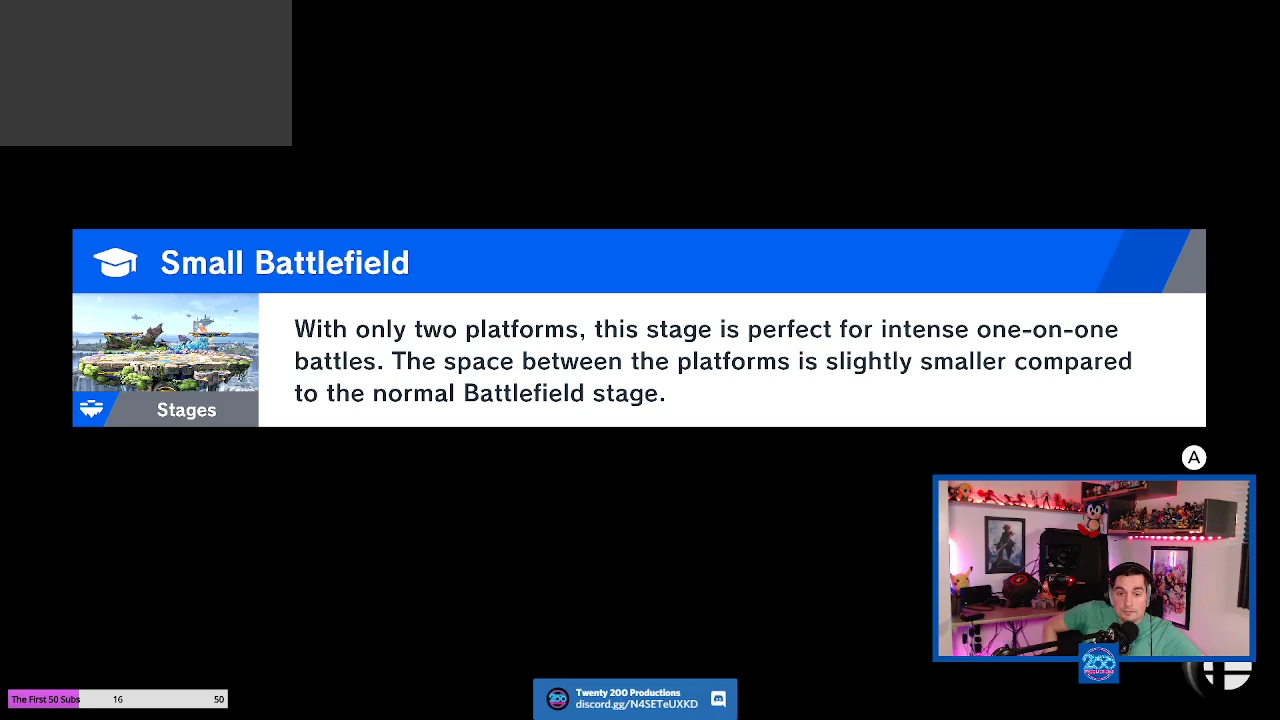 Small Battlefield
With only two platforms, this stage is perfect for intense one-on-one
battles. The space between the platforms is slightly smaller compared
to the normal Battlefield stage.
Stages
A
200
PRODUCTIONS
The First 50 Subs 16 50
Twenty 200 Productions
discord.gg/N4SETeUXKD